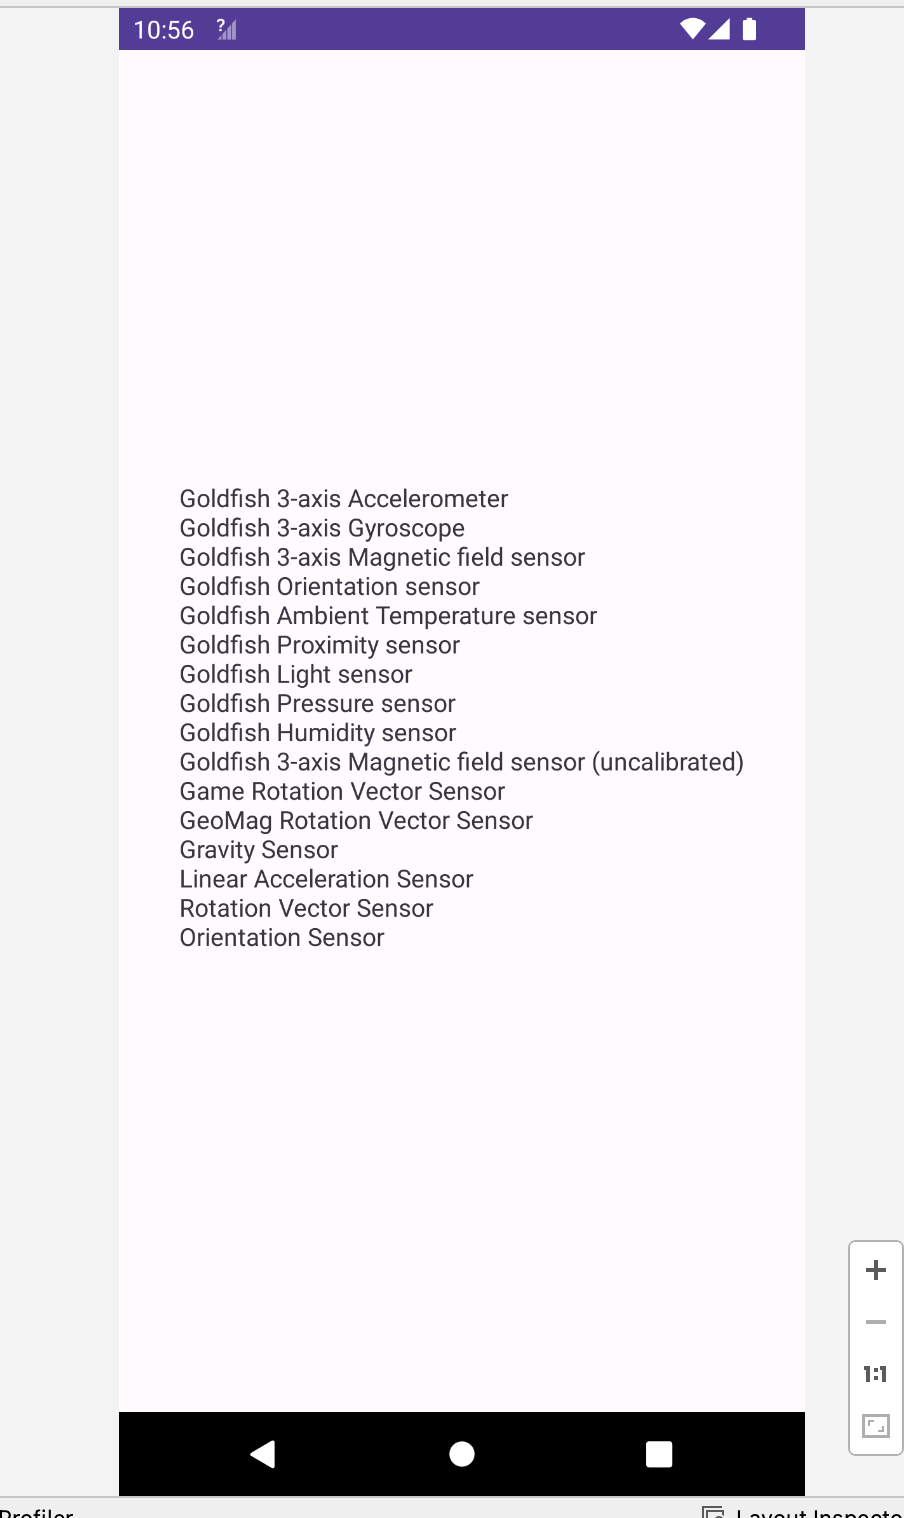 10:56
?
Goldfish 3-axis Accelerometer
Goldfish 3-axis Gyroscope
Goldfish 3-axis Magnetic field sensor
Goldfish Orientation sensor
Goldfish Ambient Temperature sensor
Goldfish Proximity sensor
Goldfish Light sensor
Goldfish Pressure sensor
Goldfish Humidity sensor
Goldfish 3-axis Magnetic field sensor (uncalibrated)
Game Rotation Vector Sensor
GeoMag Rotation Vector Sensor
Gravity Sensor
Linear Acceleration Sensor
Rotation Vector Sensor
Orientation Sensor
1:1
Profiler
Layout Inspecto